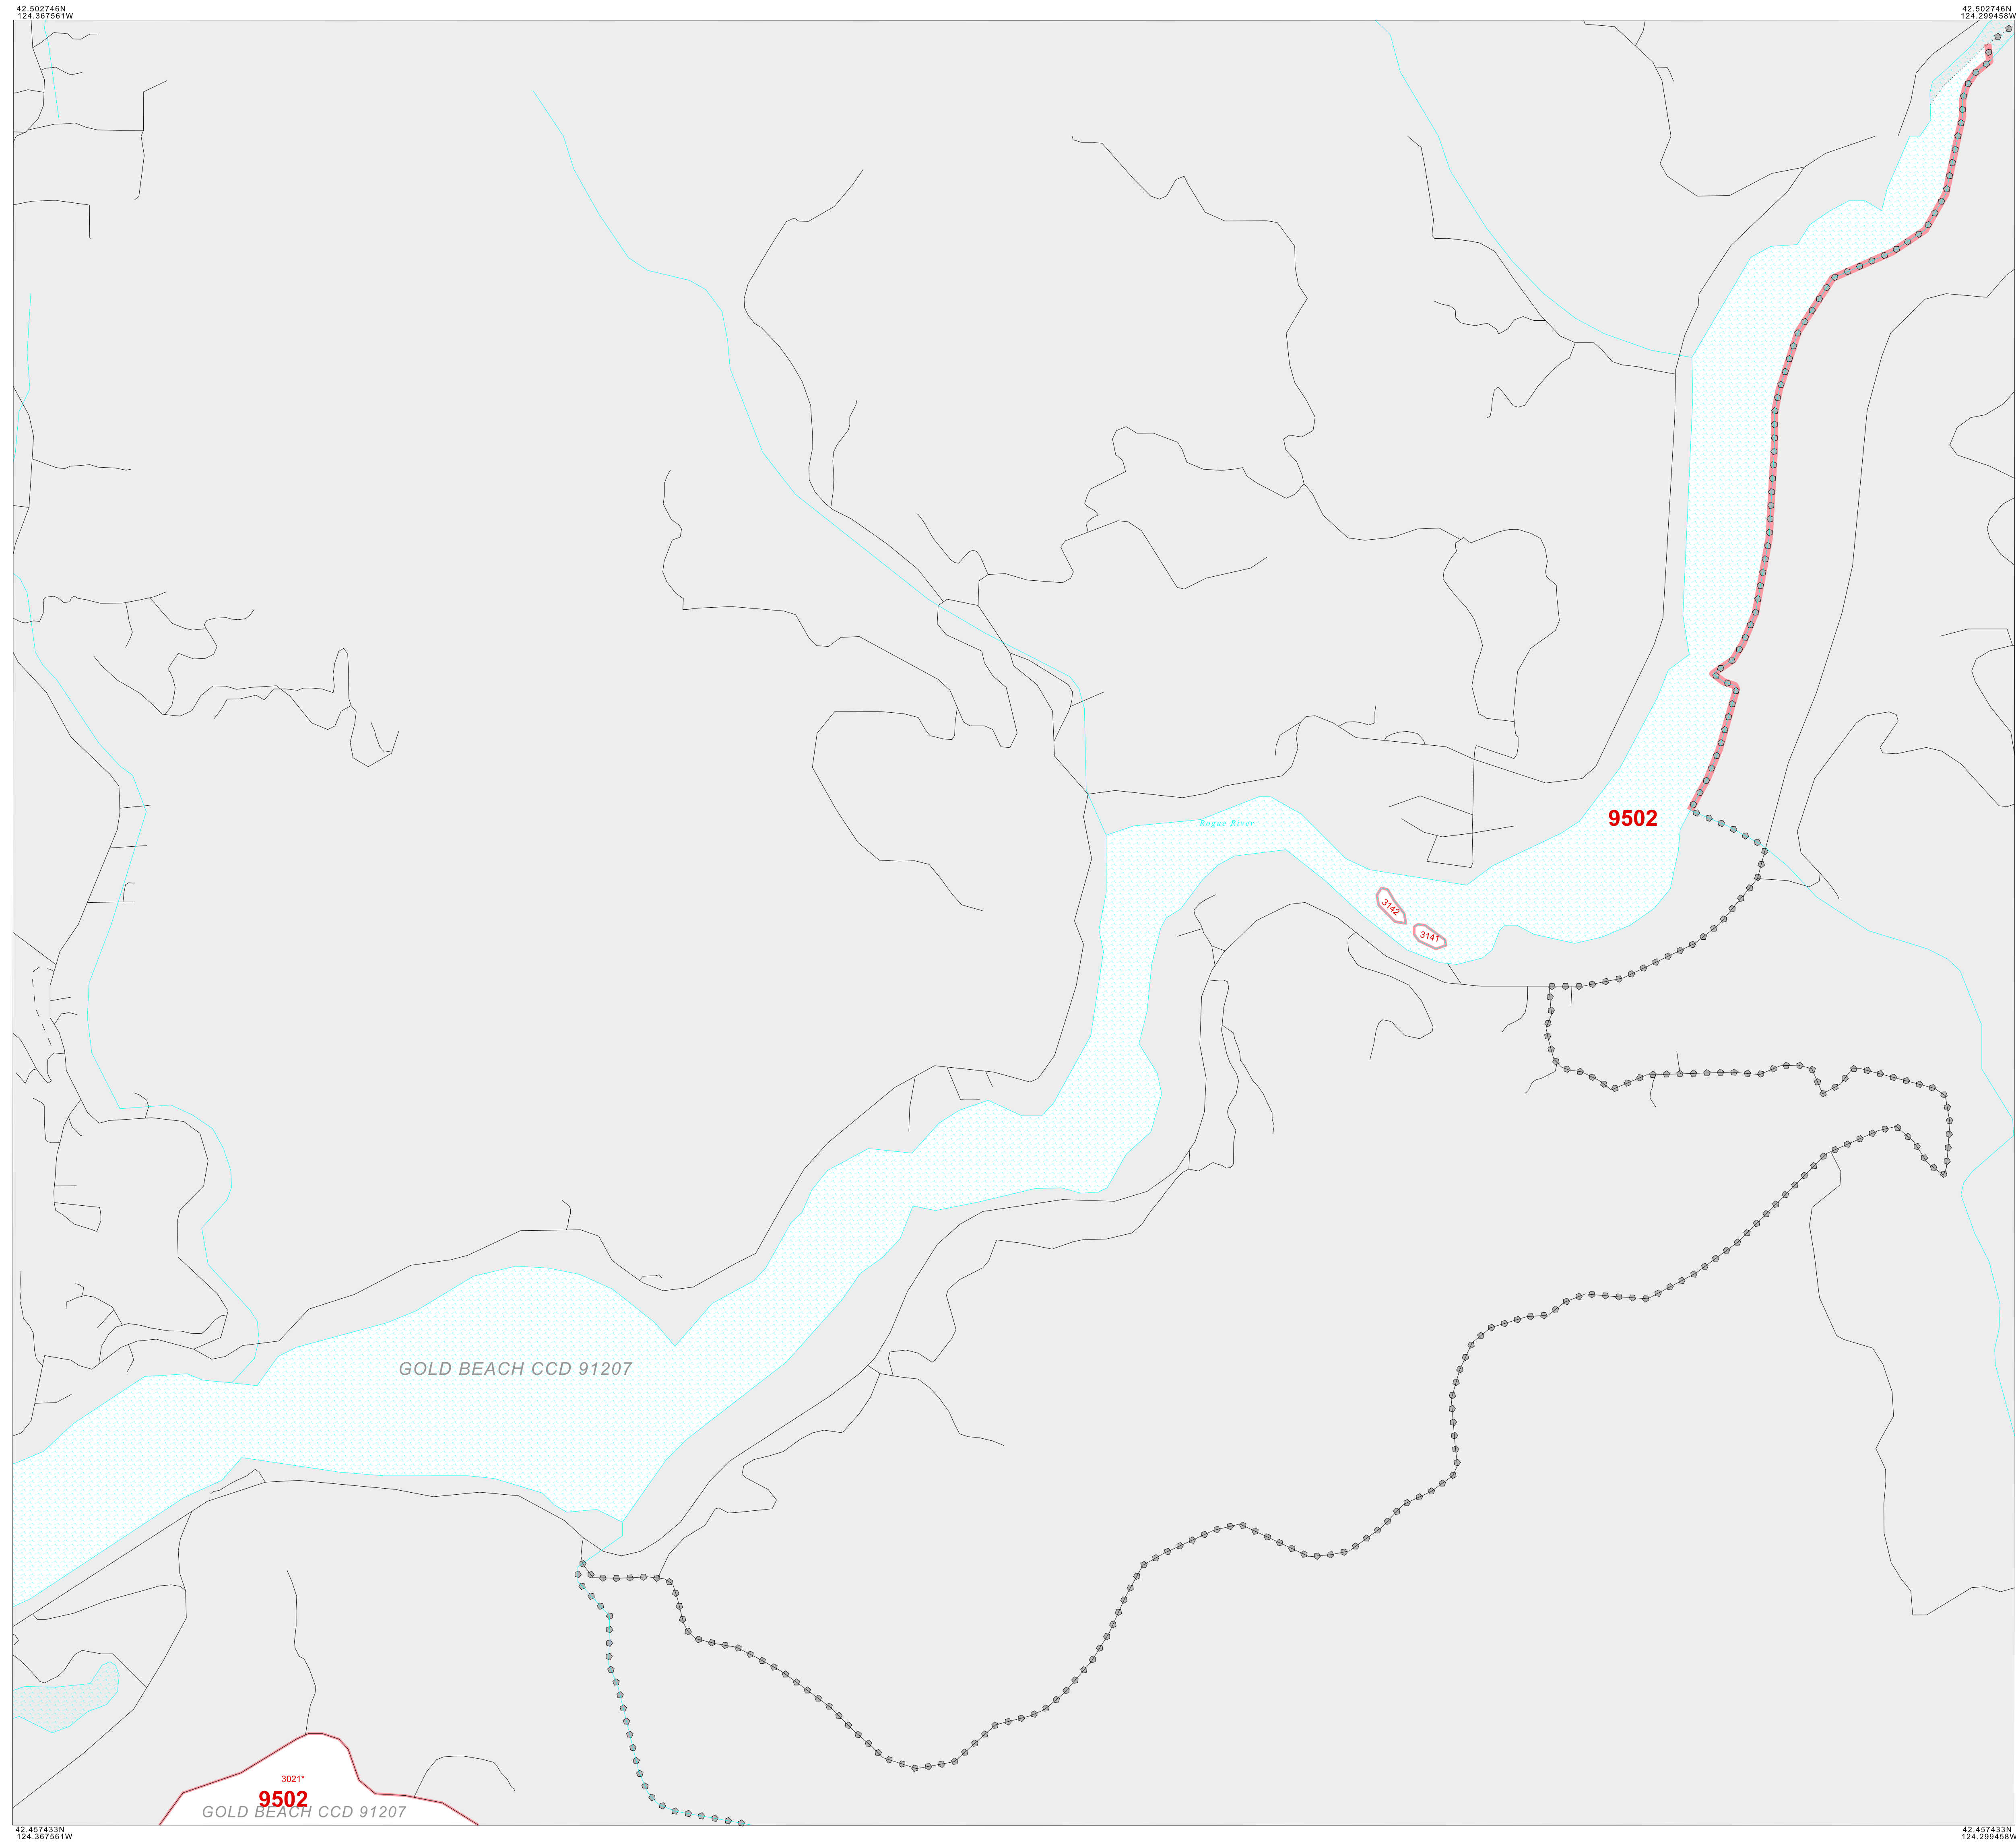 42.502746N
124.367561W
42.502746N
124.299458W
9502
Rogue River
3142
3141
GOLD BEACH CCD 91207
3021*
9502
GOLD BEACH CCD 91207
42.457433N
124.367561W
42.457433N
124.299458W